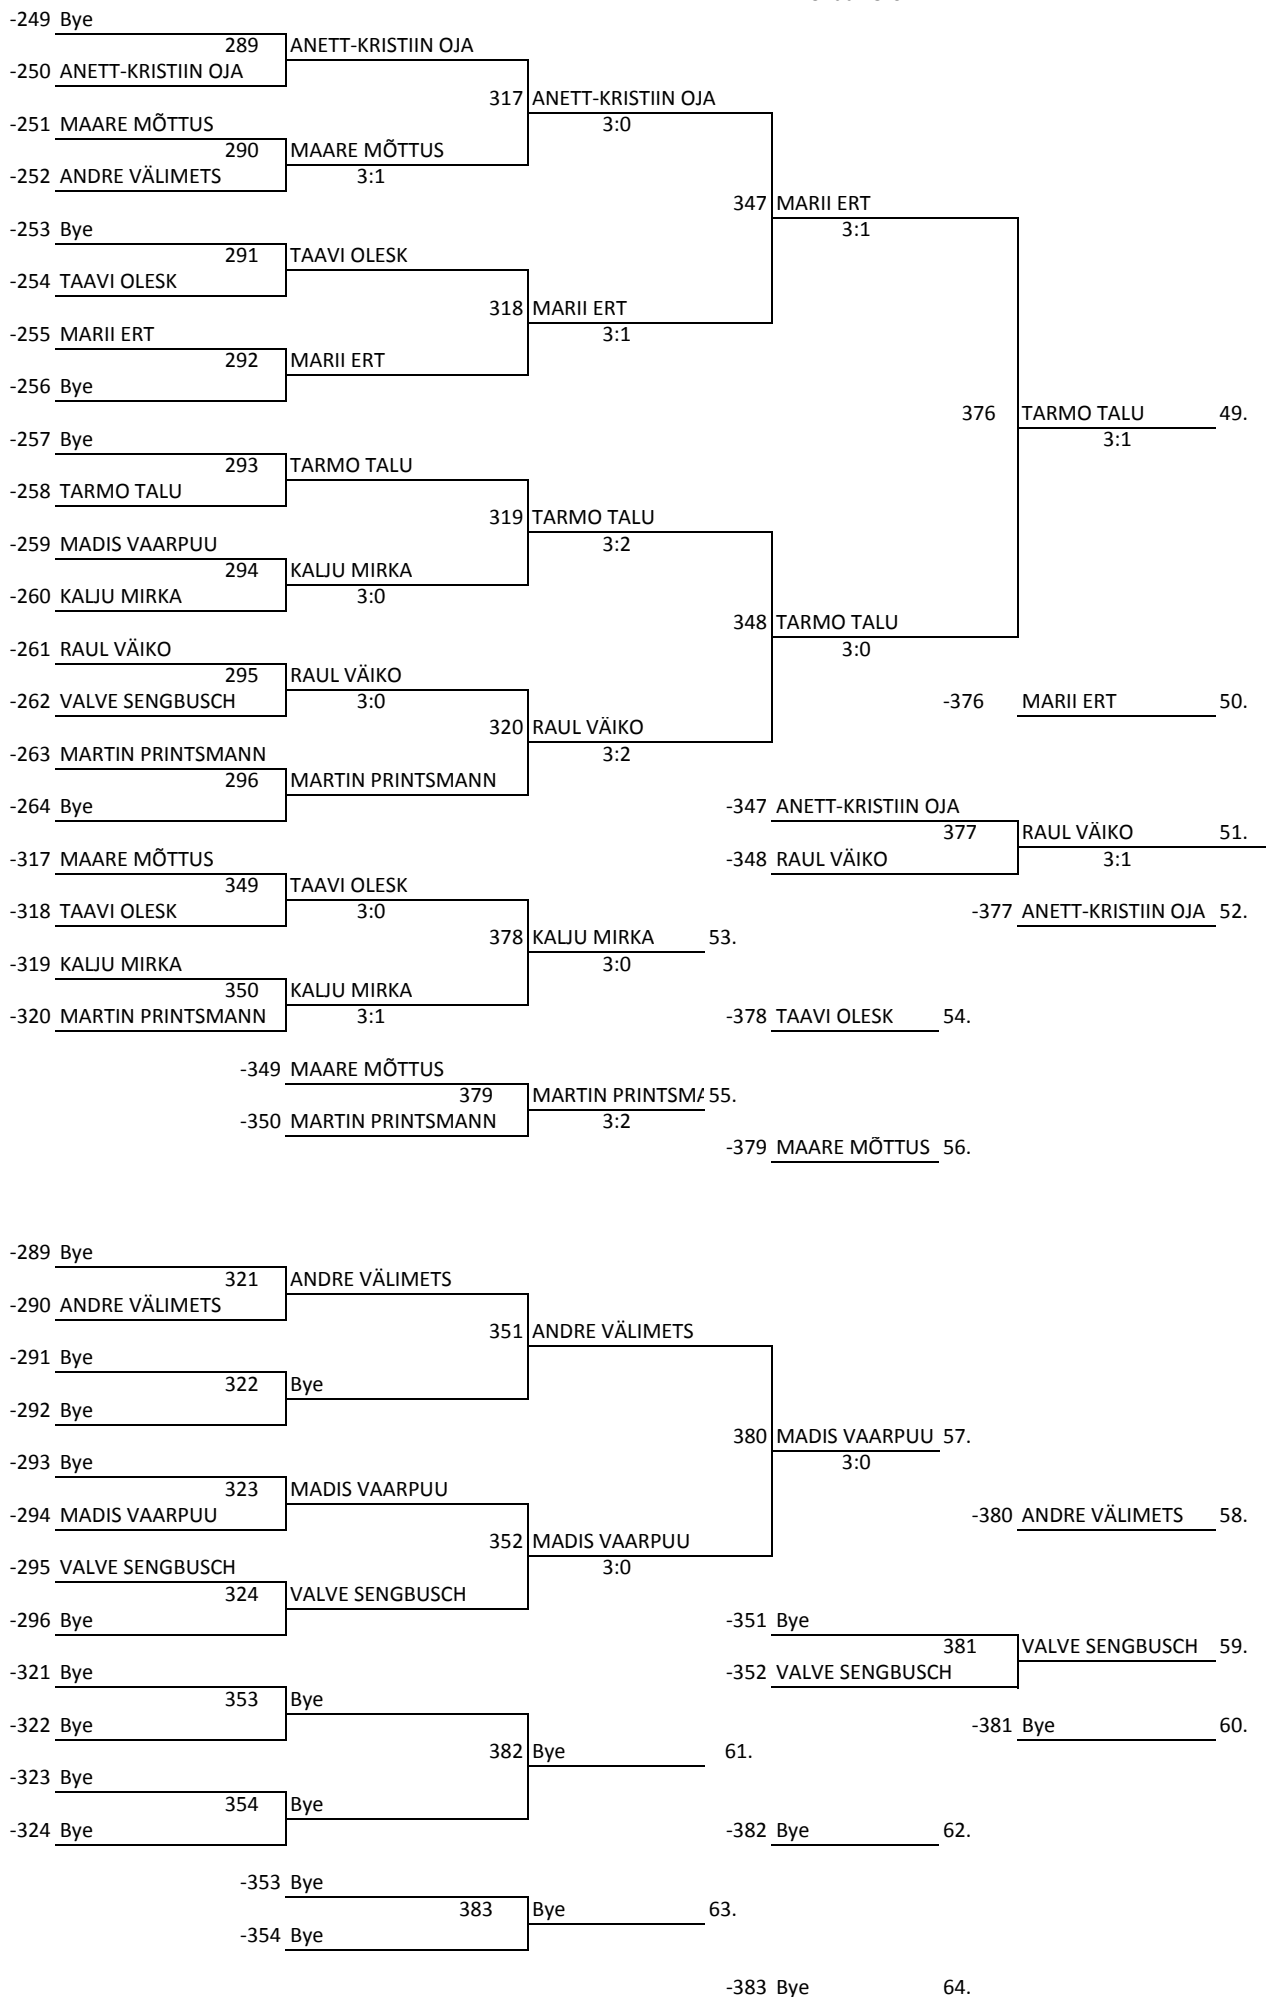 -249 Bye
289 ANETT-KRISTIIN OJA
-250 ANETT-KRISTIIN OJA
317 ANETT-KRISTIIN OJA
-251 MAARE MÕTTUS 3:0
290 MAARE MÕTTUS
-252 ANDRE VÄLIMETS 3:1
347 MARII ERT
-253 Bye 3:1
291 TAAVI OLESK
-254 TAAVI OLESK
318 MARII ERT
-255 MARII ERT 3:1
292 MARII ERT
-256 Bye
376 TARMO TALU 49.
-257 Bye 3:1
293 TARMO TALU
-258 TARMO TALU
319 TARMO TALU
-259 MADIS VAARPUU 3:2
294 KALJU MIRKA
-260 KALJU MIRKA 3:0
348 TARMO TALU
-261 RAUL VÄIKO 3:0
295 RAUL VÄIKO
-262 VALVE SENGBUSCH 3:0 -376 MARII ERT 50.
320 RAUL VÄIKO
-263 MARTIN PRINTSMANN 3:2
296 MARTIN PRINTSMANN
-264 Bye -347 ANETT-KRISTIIN OJA
377 RAUL VÄIKO 51.
-317 MAARE MÕTTUS -348 RAUL VÄIKO 3:1
349 TAAVI OLESK
-318 TAAVI OLESK 3:0 -377 ANETT-KRISTIIN OJA 52.
378 KALJU MIRKA 53.
-319 KALJU MIRKA 3:0
350 KALJU MIRKA
-320 MARTIN PRINTSMANN 3:1 -378 TAAVI OLESK 54.
-349 MAARE MÕTTUS
379 MARTIN PRINTSMA 55.
-350 MARTIN PRINTSMANN 3:2
-379 MAARE MÕTTUS 56.
-289 Bye
321 ANDRE VÄLIMETS
-290 ANDRE VÄLIMETS
351 ANDRE VÄLIMETS
-291 Bye
322 Bye
-292 Bye
380 MADIS VAARPUU 57.
-293 Bye 3:0
323 MADIS VAARPUU
-294 MADIS VAARPUU -380 ANDRE VÄLIMETS 58.
352 MADIS VAARPUU
-295 VALVE SENGBUSCH 3:0
324 VALVE SENGBUSCH
-296 Bye -351 Bye
381 VALVE SENGBUSCH 59.
-321 Bye -352 VALVE SENGBUSCH
353 Bye
-322 Bye -381 Bye 60.
382 Bye 61.
-323 Bye
354 Bye
-324 Bye -382 Bye 62.
-353 Bye
383 Bye 63.
-354 Bye
-383 Bye 64.